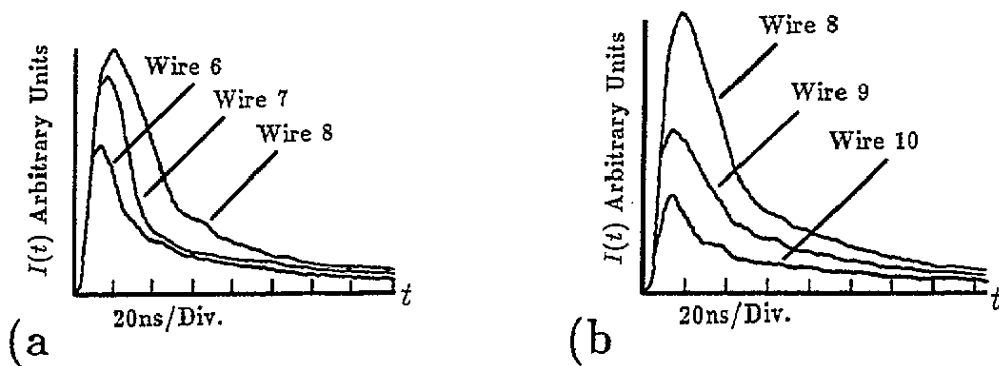 I(t) Arbitrary Units
Wire 6
Wire 7
Wire 8
t
20ns/Div.
(a
I(t) Arbitrary Units
Wire 8
Wire 9
Wire 10
t
20ns/Div.
(b